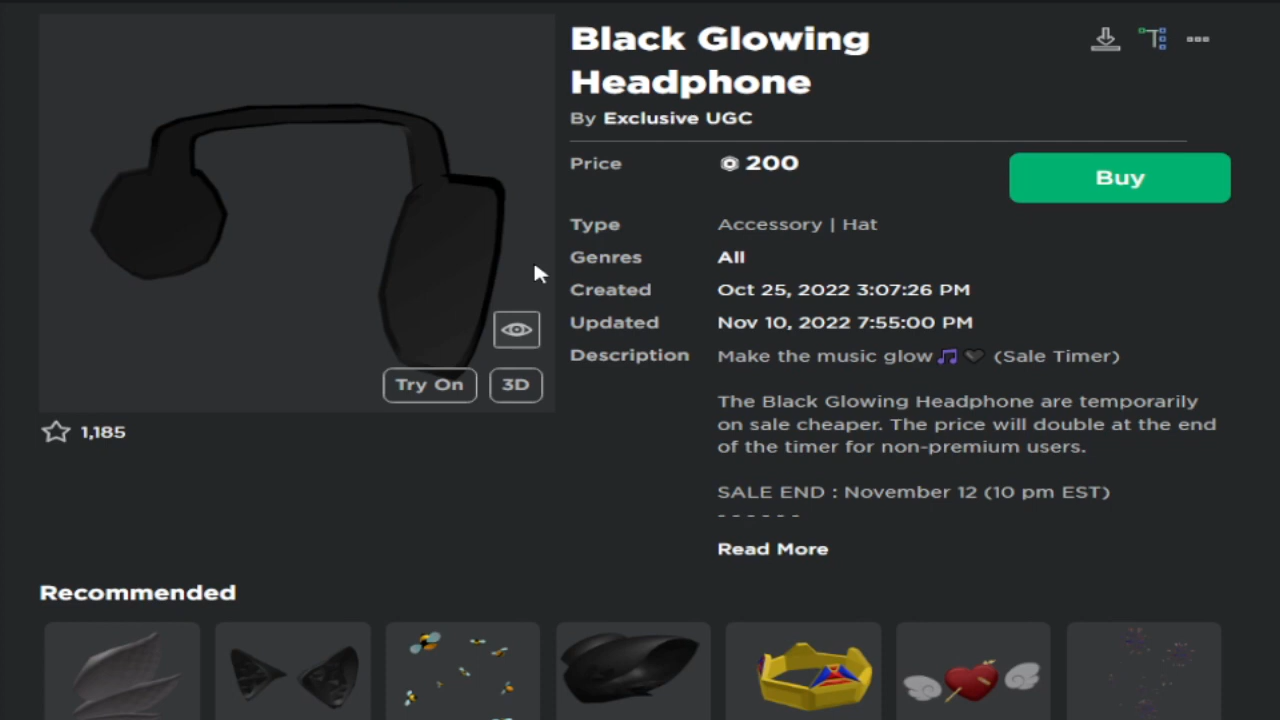 Black Glowing
Headphone
By Exclusive UGC
Price 200
Buy
Type Accessory | Hat
Genres All
Created Oct 25, 2022 3:07:26 PM
Updated Nov 10, 2022 7:55:00 PM
Description Make the music glow🎵🖤 (Sale Timer)
The Black Glowing Headphone are temporarily
on sale cheaper. The price will double at the end
of the timer for non-premium users.
SALE END : November 12 (10 pm EST)
- - - - - -
Read More
Try On
3D
1,185
Recommended